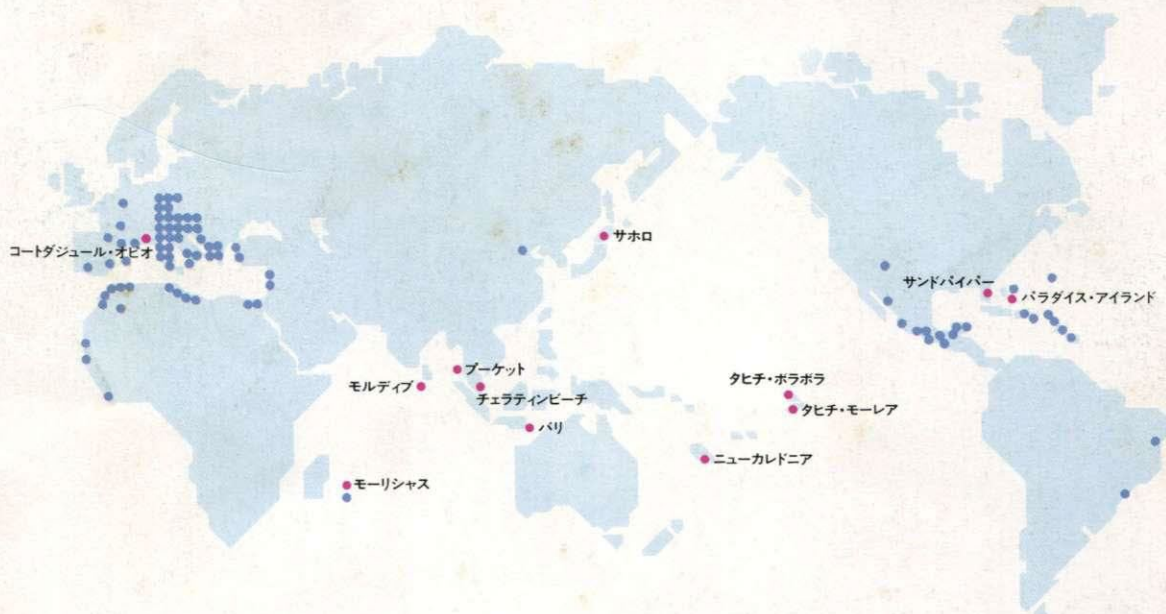 コートダジュール・オピオ
サホロ
サンドパイパー
パラダイス・アイランド
プーケット
モルディブ
チェラティンビーチ
バリ
タヒチ・ボラボラ
タヒチ・モーレア
ニューカレドニア
モーリシャス